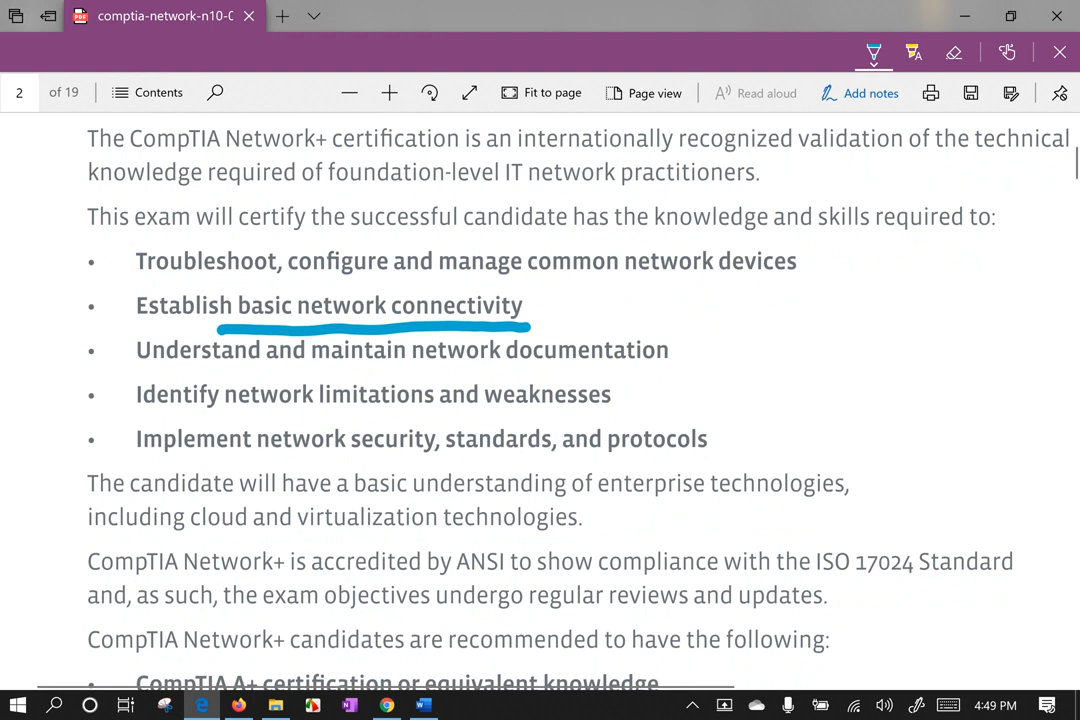 comptia-network-n10-0
2 of 19 Contents Fit to page Page view Read aloud Add notes
The CompTIA Network+ certification is an internationally recognized validation of the technical
knowledge required of foundation-level IT network practitioners.
This exam will certify the successful candidate has the knowledge and skills required to:
• Troubleshoot, configure and manage common network devices
• Establish basic network connectivity
• Understand and maintain network documentation
• Identify network limitations and weaknesses
• Implement network security, standards, and protocols
The candidate will have a basic understanding of enterprise technologies,
including cloud and virtualization technologies.
CompTIA Network+ is accredited by ANSI to show compliance with the ISO 17024 Standard
and, as such, the exam objectives undergo regular reviews and updates.
CompTIA Network+ candidates are recommended to have the following:
• CompTIA A+ certification or equivalent knowledge
4:49 PM